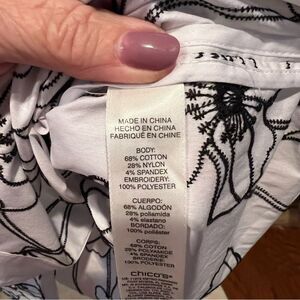 MADE IN CHINA
HECHO EN CHINA
FABRIQUÉ EN CHINE
BODY:
68% COTTON
28% NYLON
4% SPANDEX
EMBROIDERY:
100% POLYESTER
CUERPO:
68% ALGODÓN
28% poliamida
4% elastano
BORDADO:
100% poliéster
CORPS:
68% COTON
28% POLYAMIDE
4% SPANDEX
BRODERIE
100% POLYESTER
chico's